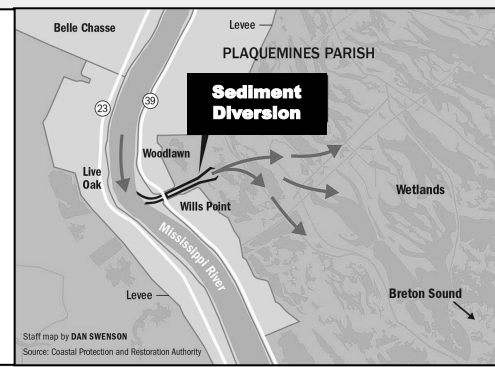 Belle Chasse
Levee
PLAQUEMINES PARISH
Sediment
Diversion
23
39
Woodlawn
Live
Oak
Wills Point
Wetlands
Mississippi River
Levee
Breton Sound
Staff map by DAN SWENSON
Source: Coastal Protection and Restoration Authority